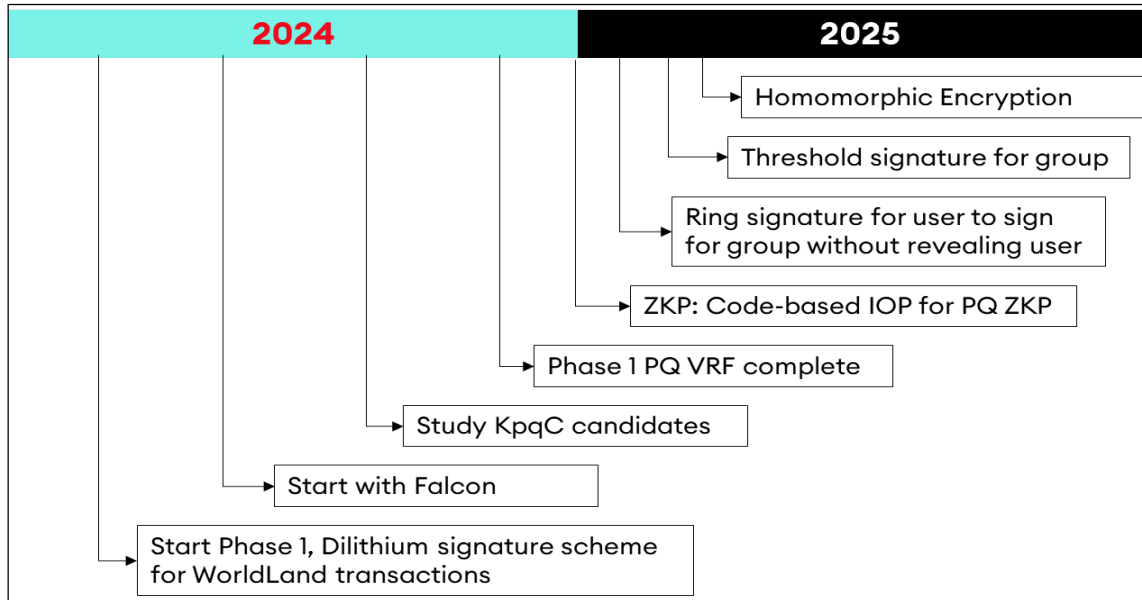 2024
2025
Homomorphic Encryption
Threshold signature for group
Ring signature for user to sign
for group without revealing user
ZKP: Code-based IOP for PQ ZKP
Phase 1 PQ VRF complete
Study KpqC candidates
Start with Falcon
Start Phase 1, Dilithium signature scheme
for WorldLand transactions